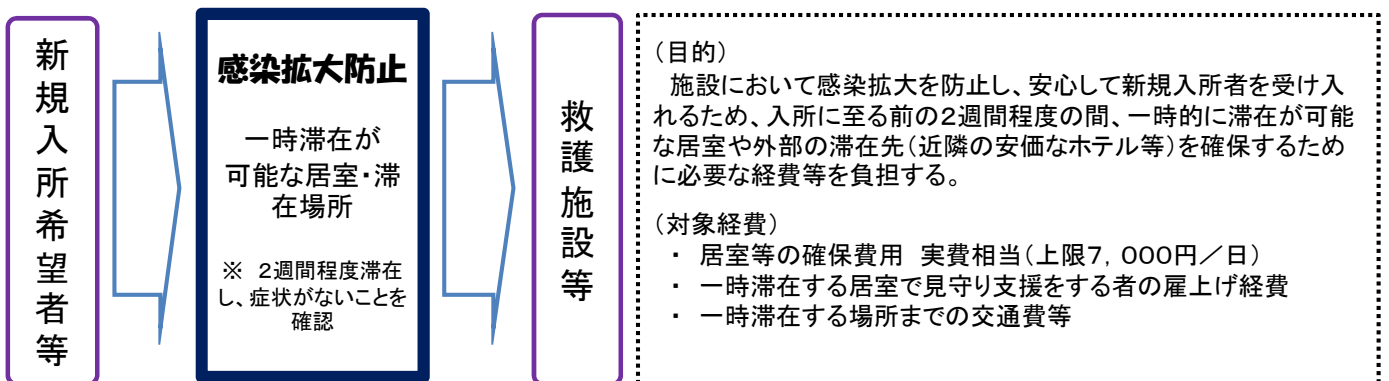 新規入所希望者等
感染拡大防止
一時滞在が
可能な居室・滞
在場所
※　2週間程度滞在
し、症状がないことを
確認
救護施設等
（目的）
　施設において感染拡大を防止し、安心して新規入所者を受け入
れるため、入所に至る前の2週間程度の間、一時的に滞在が可能
な居室や外部の滞在先（近隣の安価なホテル等）を確保するため
に必要な経費等を負担する。
（対象経費）
・　居室等の確保費用　実費相当（上限7，000円／日）
・　一時滞在する居室で見守り支援をする者の雇上げ経費
・　一時滞在する場所までの交通費等